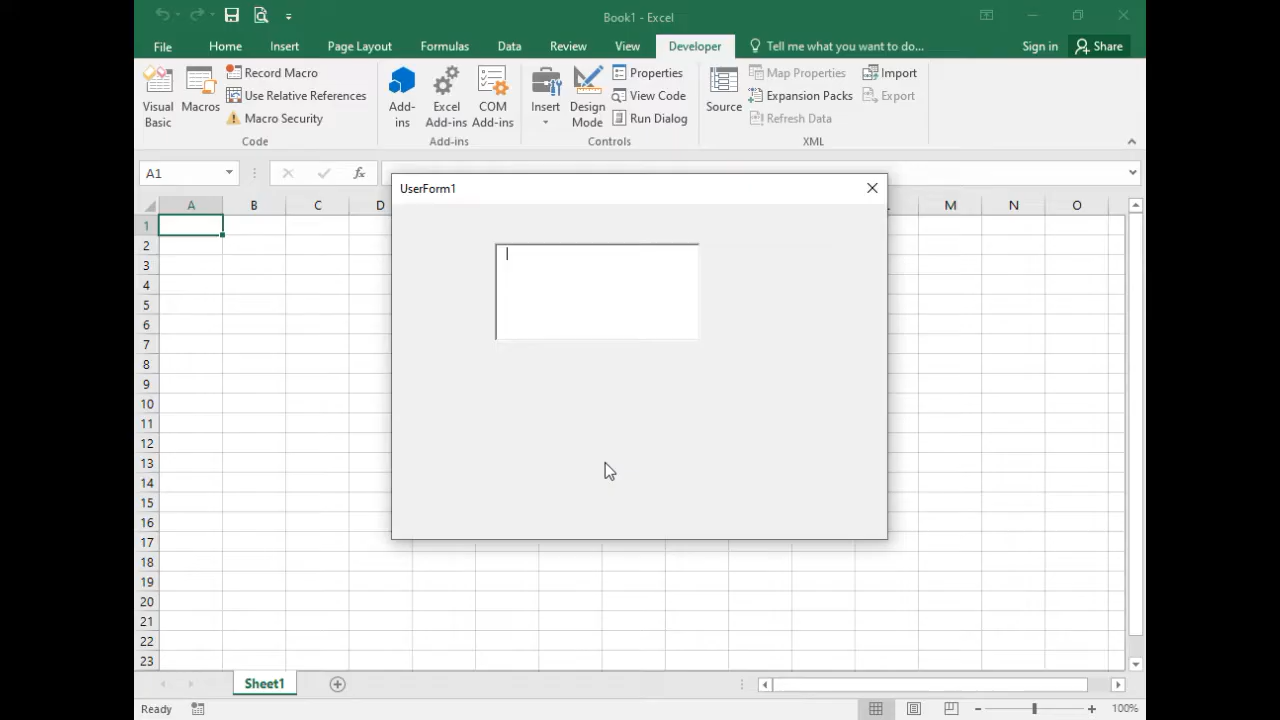 Book1 - Excel
File Home Insert Page Layout Formulas Data Review View Developer Tell me what you want to do... Sign in Share
Visual Basic
Macros
Record Macro
Use Relative References
Macro Security
Code
Add-ins
Excel Add-ins
COM Add-ins
Add-ins
Insert
Design Mode
Properties
View Code
Run Dialog
Controls
Source
Map Properties
Expansion Packs
Refresh Data
Import
Export
XML
A1 fx
UserForm1
A B C D M N O
1
2
3
4
5
6
7
8
9
10
11
12
13
14
15
16
17
18
19
20
21
22
23
Sheet1
Ready 100%